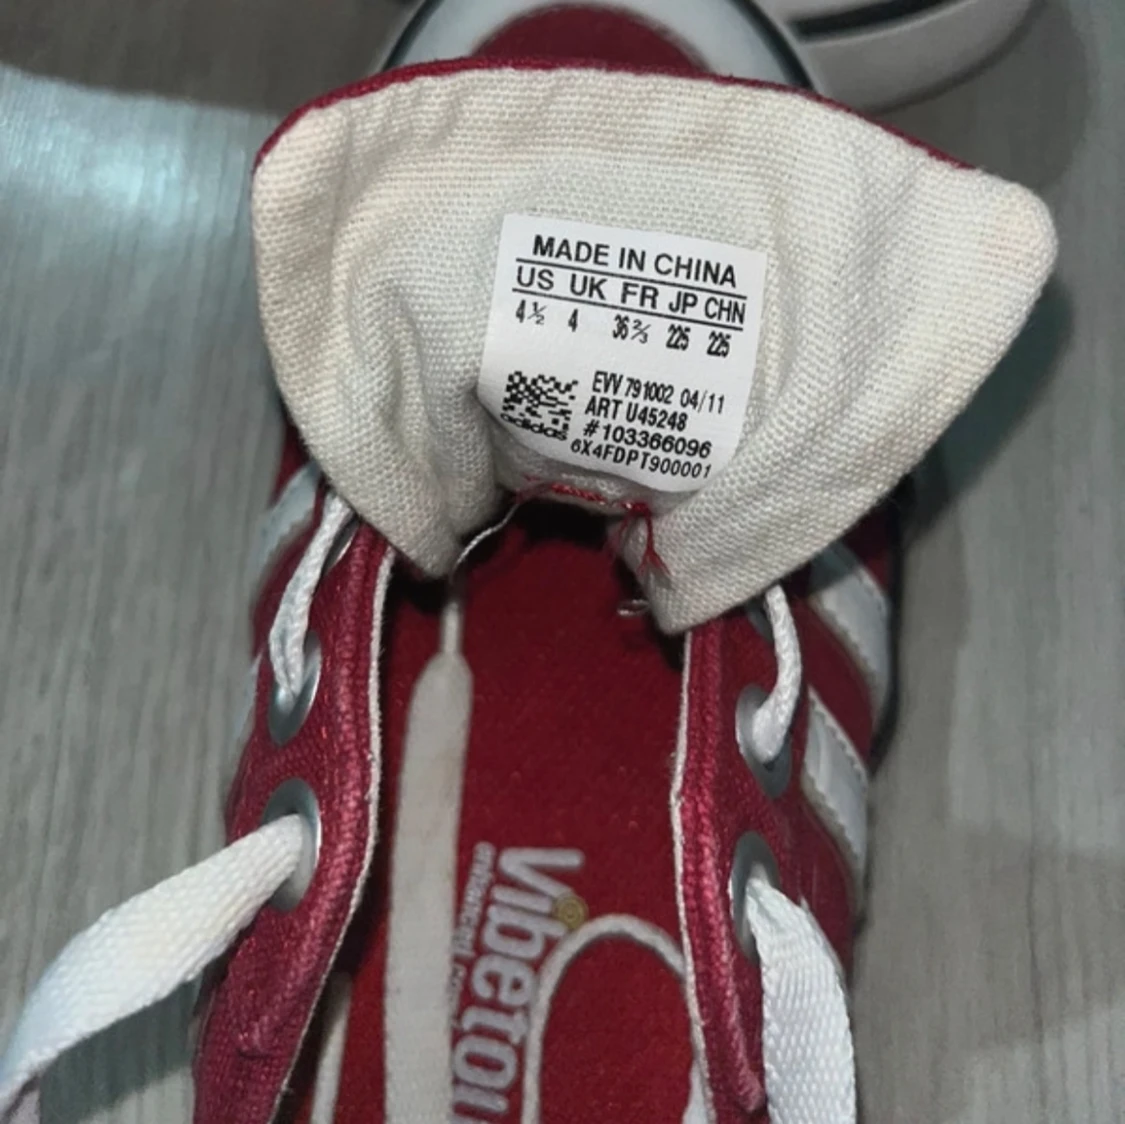 MADE IN CHINA
US UK FR JP CHN
4½ 4 36⅔ 225 225
EVV 791002 04/11
ART U45248
#103366096
adidas
6X4FDPT900001
enhanced